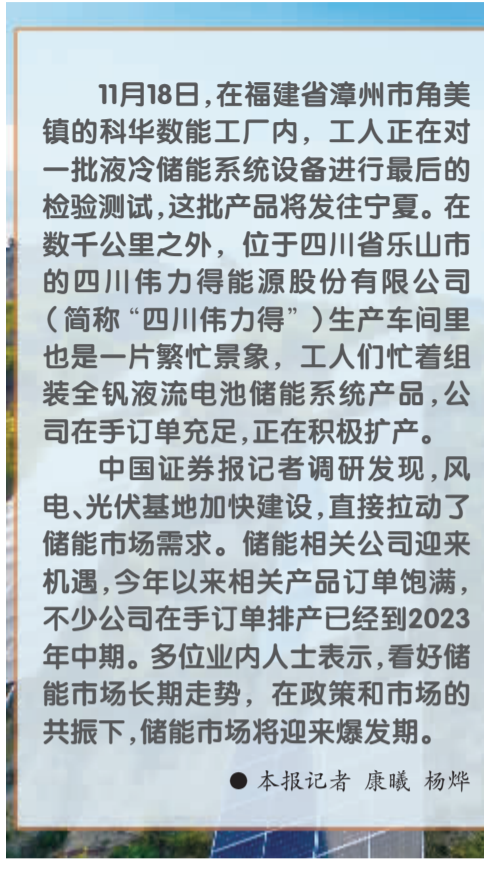 11月18日,在福建省漳州市角美
镇的科华数能工厂内，工人正在对
一批液冷储能系统设备进行最后的
检验测试,这批产品将发往宁夏。在
数千公里之外，位于四川省乐山市
的四川伟力得能源股份有限公司
（简称“四川伟力得”）生产车间里
也是一片繁忙景象，工人们忙着组
装全钒液流电池储能系统产品,公
司在手订单充足,正在积极扩产。
中国证券报记者调研发现,风
电、光伏基地加快建设,直接拉动了
储能市场需求。储能相关公司迎来
机遇,今年以来相关产品订单饱满,
不少公司在手订单排产已经到2023
年中期。多位业内人士表示,看好储
能市场长期走势，在政策和市场的
共振下,储能市场将迎来爆发期。
●本报记者 康曦 杨烨